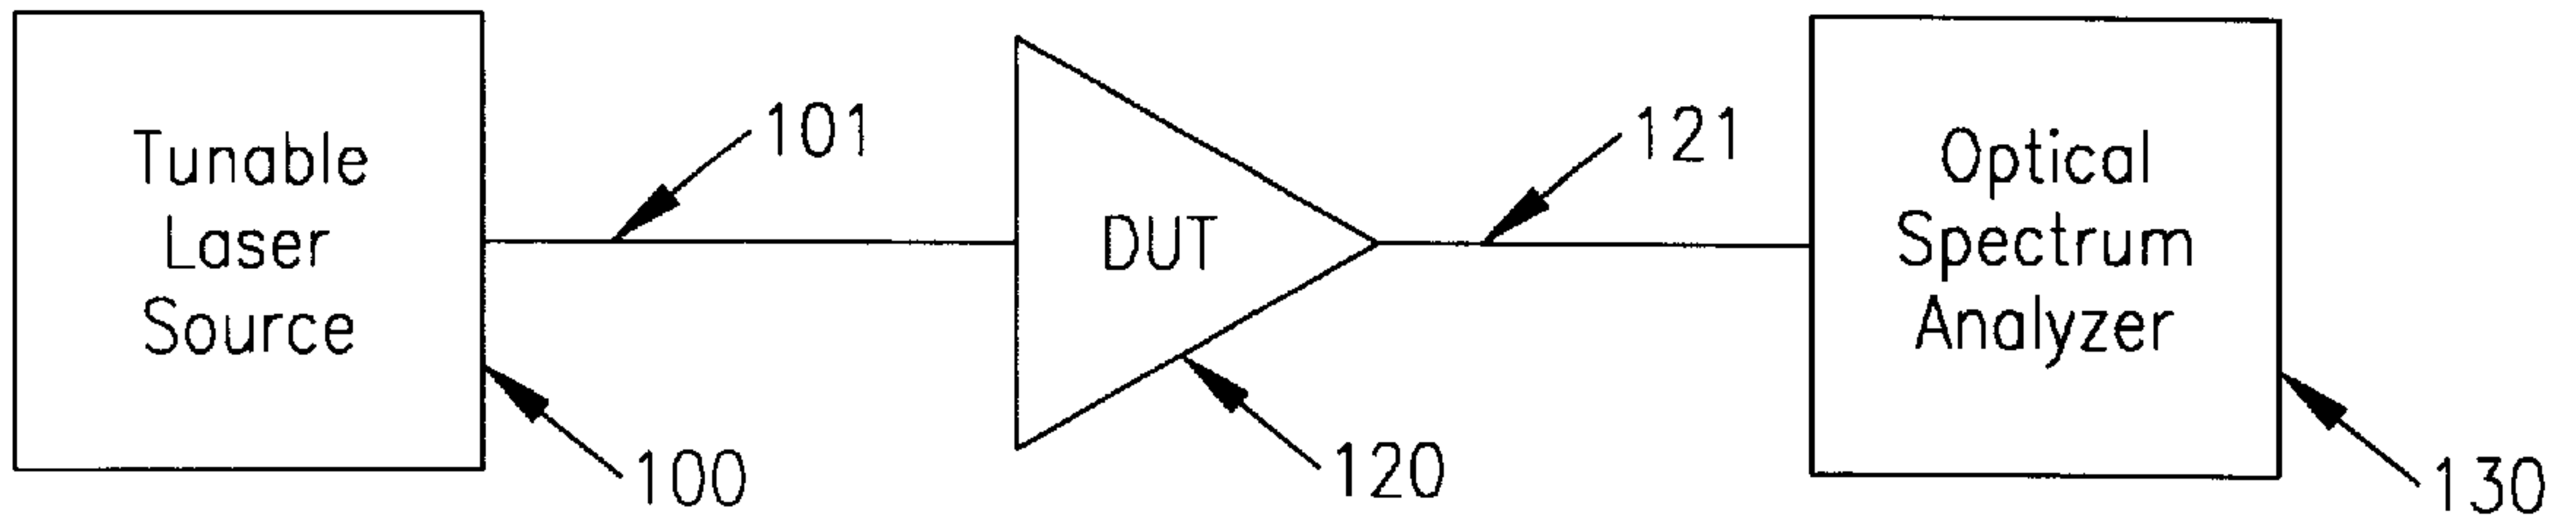 Tunable
Laser
Source
100
101
DUT
120
121
Optical
Spectrum
Analyzer
130